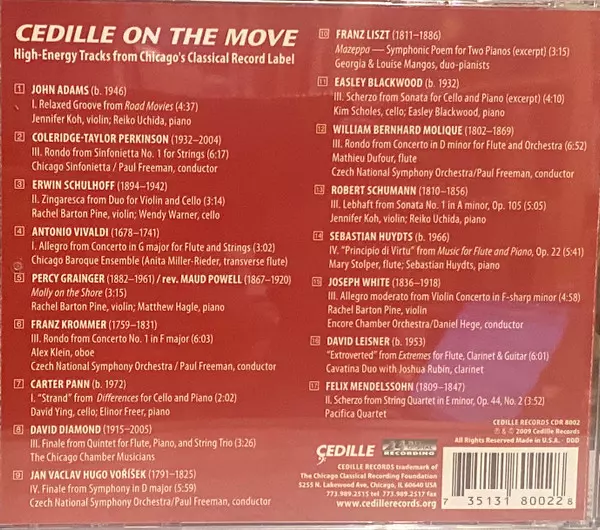 CEDILLE ON THE MOVE
High-Energy Tracks from Chicago's Classical Record Label
1 JOHN ADAMS (b. 1946)
I. Relaxed Groove from Road Movies (4:37)
Jennifer Koh, violin; Reiko Uchida, piano
2 COLERIDGE-TAYLOR PERKINSON (1932–2004)
III. Rondo from Sinfonietta No. 1 for Strings (6:17)
Chicago Sinfonietta / Paul Freeman, conductor
3 ERWIN SCHULHOFF (1894–1942)
II. Zingaresca from Duo for Violin and Cello (3:14)
Rachel Barton Pine, violin; Wendy Warner, cello
4 ANTONIO VIVALDI (1678–1741)
I. Allegro from Concerto in G major for Flute and Strings (3:02)
Chicago Baroque Ensemble (Anita Miller-Rieder, transverse flute)
5 PERCY GRAINGER (1882–1961) / rev. MAUD POWELL (1867–1920)
Molly on the Shore (3:15)
Rachel Barton Pine, violin; Matthew Hagle, piano
6 FRANZ KROMMER (1759–1831)
III. Rondo from Concerto No. 1 in F major (6:03)
Alex Klein, oboe
Czech National Symphony Orchestra / Paul Freeman, conductor
7 CARTER PANN (b. 1972)
I. "Strand" from Differences for Cello and Piano (2:02)
David Ying, cello; Elinor Freer, piano
8 DAVID DIAMOND (1915–2005)
III. Finale from Quintet for Flute, Piano, and String Trio (3:26)
The Chicago Chamber Musicians
9 JAN VACLAV HUGO VOŘÍŠEK (1791–1825)
IV. Finale from Symphony in D major (5:59)
Czech National Symphony Orchestra/Paul Freeman, conductor
10 FRANZ LISZT (1811–1886)
Mazeppa — Symphonic Poem for Two Pianos (excerpt) (3:15)
Georgia & Louise Mangos, duo-pianists
11 EASLEY BLACKWOOD (b. 1932)
III. Scherzo from Sonata for Cello and Piano (excerpt) (4:10)
Kim Scholes, cello; Easley Blackwood, piano
12 WILLIAM BERNHARD MOLIQUE (1802–1869)
III. Rondo from Concerto in D minor for Flute and Orchestra (6:52)
Mathieu Dufour, flute
Czech National Symphony Orchestra/Paul Freeman, conductor
13 ROBERT SCHUMANN (1810–1856)
III. Lebhaft from Sonata No. 1 in A minor, Op. 105 (5:05)
Jennifer Koh, violin; Reiko Uchida, piano
14 SEBASTIAN HUYDTS (b. 1966)
IV. "Principio di Virtu" from Music for Flute and Piano, Op. 22 (5:41)
Mary Stolper, flute; Sebastian Huydts, piano
15 JOSEPH WHITE (1836–1918)
III. Allegro moderato from Violin Concerto in F-sharp minor (4:58)
Rachel Barton Pine, violin
Encore Chamber Orchestra/Daniel Hege, conductor
16 DAVID LEISNER (b. 1953)
"Extroverted" from Extremes for Flute, Clarinet & Guitar (6:01)
Cavatina Duo with Joshua Rubin, clarinet
17 FELIX MENDELSSOHN (1809–1847)
II. Scherzo from String Quartet in E minor, Op. 44, No. 2 (3:52)
Pacifica Quartet
CEDILLE RECORDS CDR 8002
℗ & © 2009 Cedille Records
All Rights Reserved Made in U.S.A. · DDD
ÇEDILLE
RECORDING
CEDILLE RECORDS trademark of
The Chicago Classical Recording Foundation
5255 N. Lakewood Ave, Chicago, IL 60640 USA
773.989.2515 tel 773.989.2517 fax
www.cedillerecords.org
7 35131 80022 8